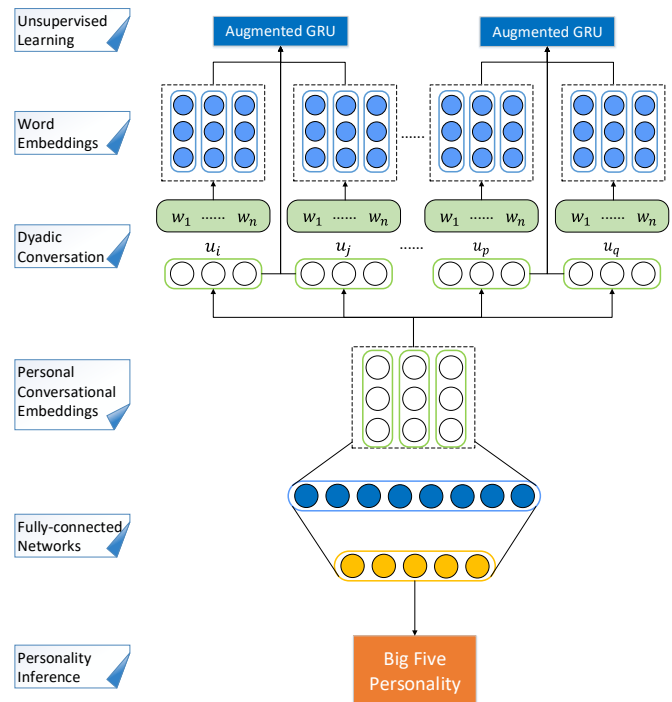 Unsupervised
Learning
Augmented GRU
Augmented GRU
Word
Embeddings
......
w1 ...... wn
w1 ...... wn
w1 ...... wn
w1 ...... wn
Dyadic
Conversation
ui
uj
......
up
uq
Personal
Conversational
Embeddings
Fully-connected
Networks
Personality
Inference
Big Five
Personality